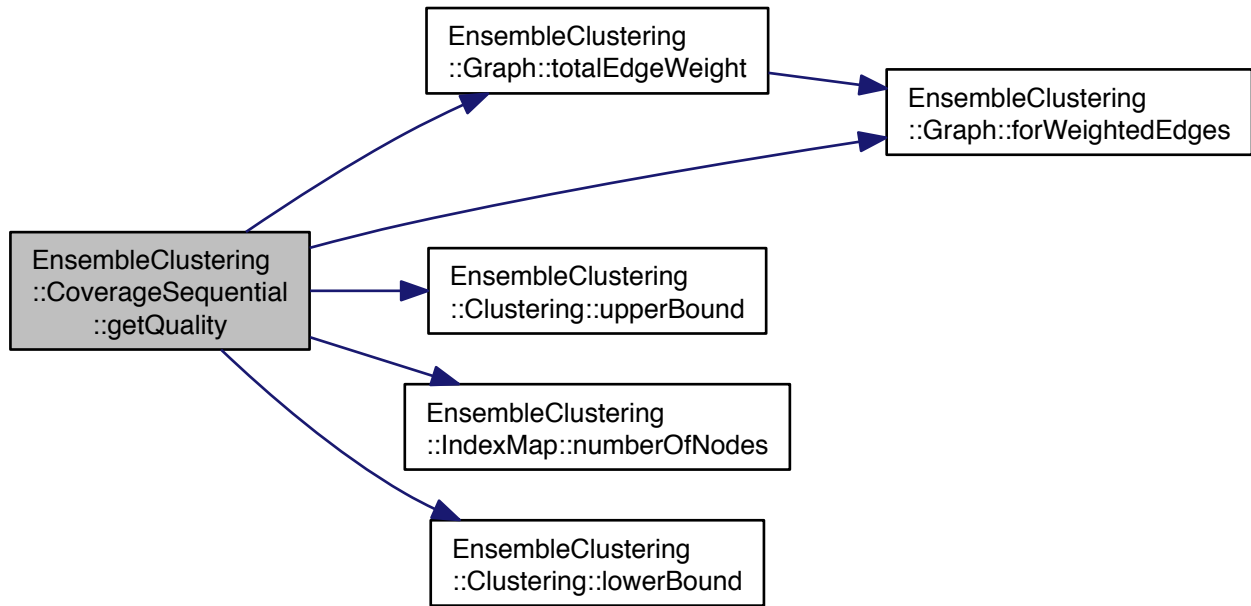 EnsembleClustering
::Graph::totalEdgeWeight
EnsembleClustering
::Graph::forWeightedEdges
EnsembleClustering
::CoverageSequential
::getQuality
EnsembleClustering
::Clustering::upperBound
EnsembleClustering
::IndexMap::numberOfNodes
EnsembleClustering
::Clustering::lowerBound